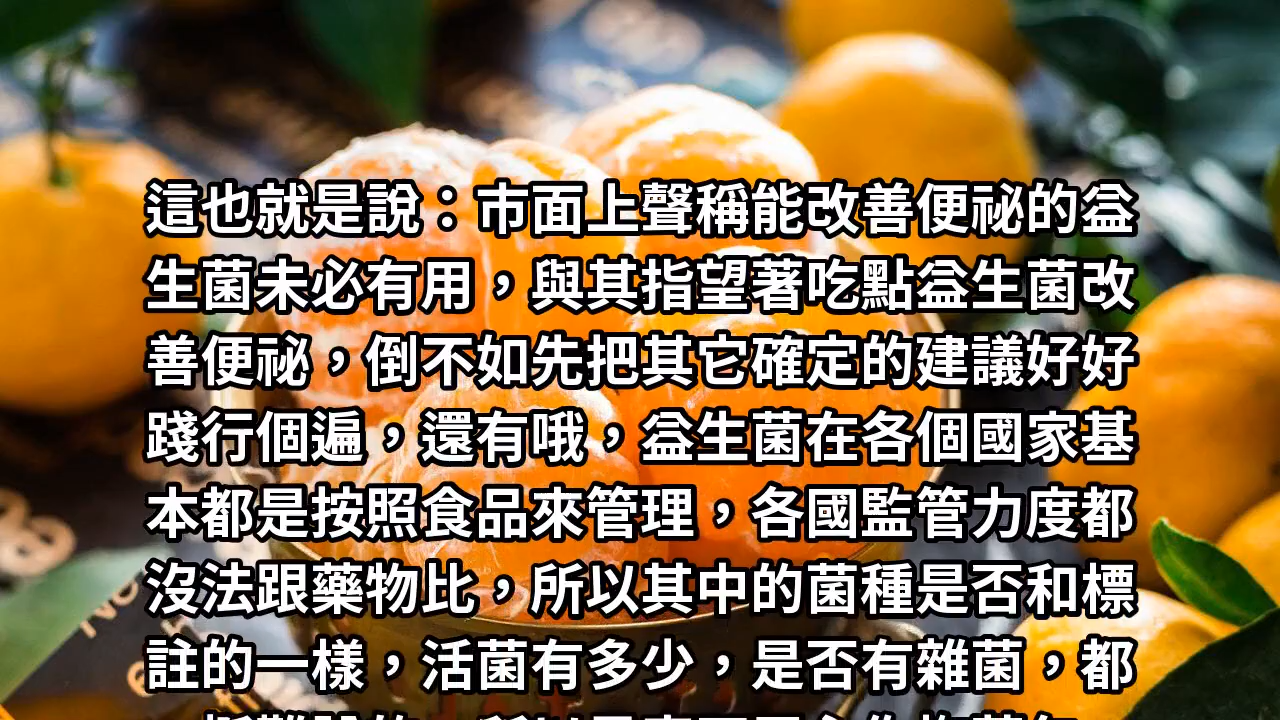 這也就是說：市面上聲稱能改善便祕的益
生菌未必有用，與其指望著吃點益生菌改
善便祕，倒不如先把其它確定的建議好好
踐行個遍，還有哦，益生菌在各個國家基
本都是按照食品來管理，各國監管力度都
沒法跟藥物比，所以其中的菌種是否和標
註的一樣，活菌有多少，是否有雜菌，都